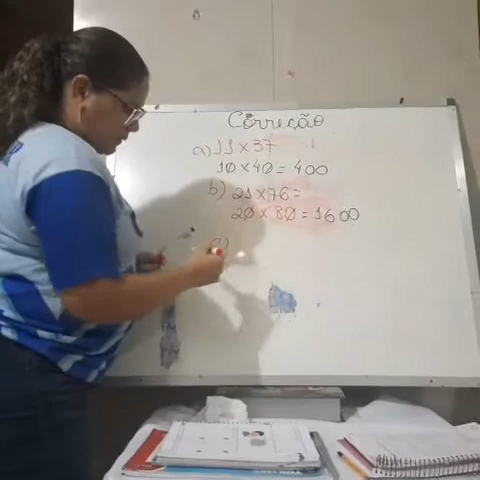 Correção
a) 11 x 37
10 x 40 = 400
b) 21 x 76 =
20 x 80 = 1600
c)